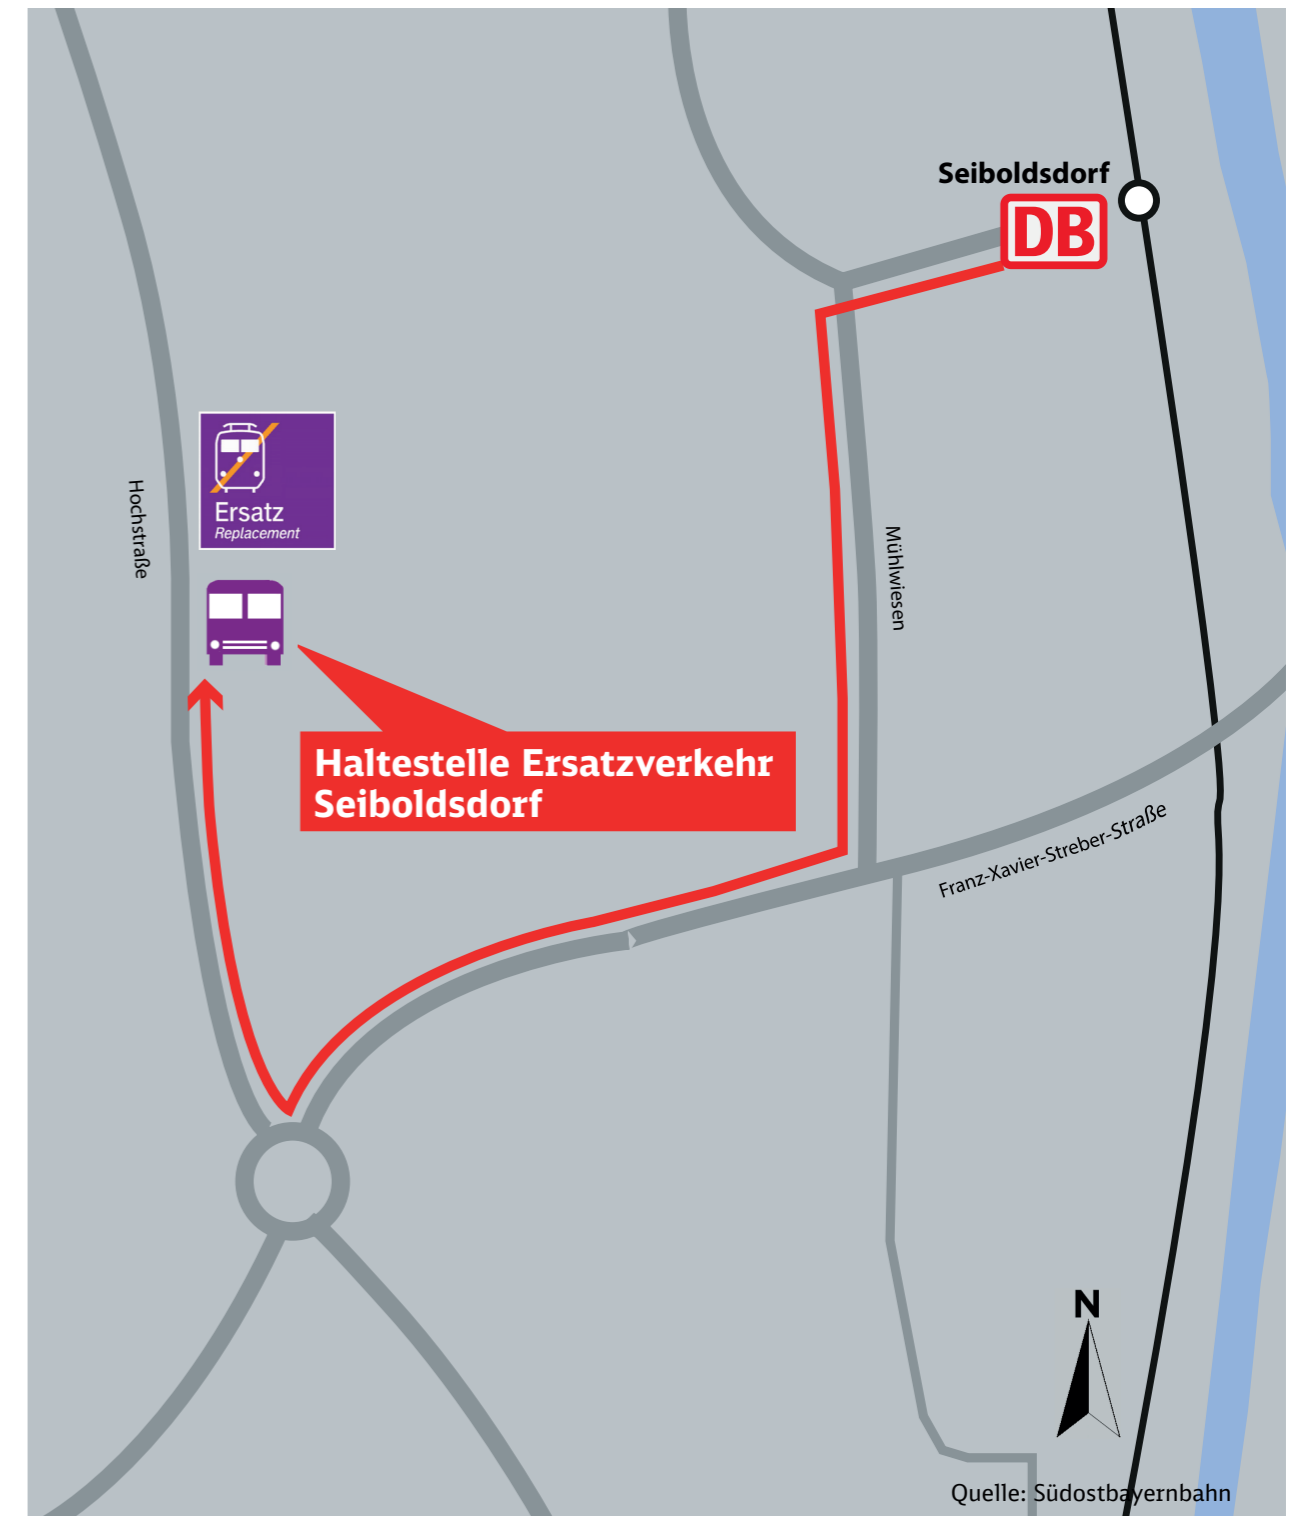 Seiboldsdorf
DB
Ersatz
Replacement
Hochstraße
Mühlwiesen
Haltestelle Ersatzverkehr
Seiboldsdorf
Franz-Xavier-Streber-Straße
N
Quelle: Südostbayernbahn